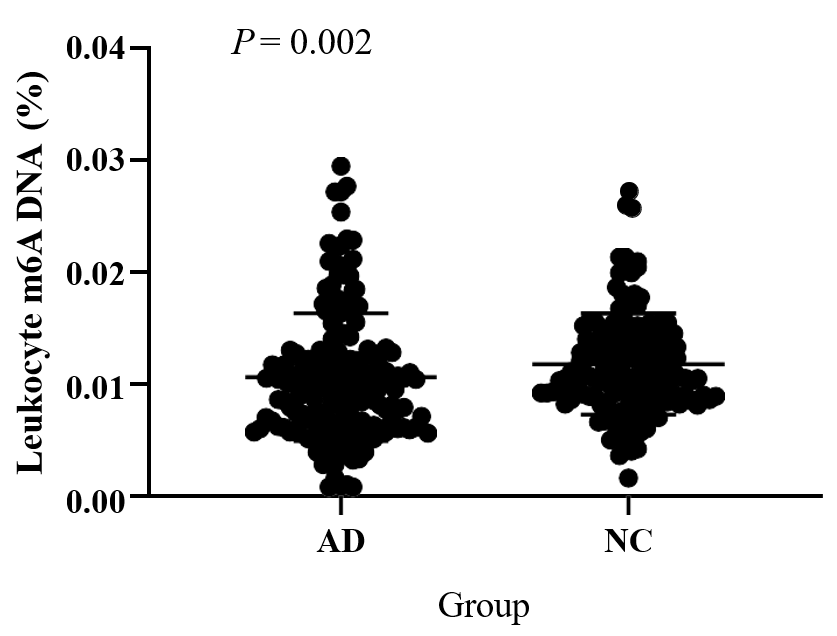 P = 0.002
Leukocyte m6A DNA (%)
0.04
0.03
0.02
0.01
0.00
AD NC
Group